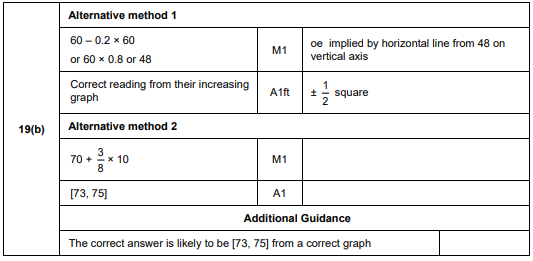 19(b)
Alternative method 1
60 – 0.2 × 60
or 60 × 0.8 or 48
M1
oe implied by horizontal line from 48 on
vertical axis
Correct reading from their increasing
graph
A1ft
± 1/2 square
Alternative method 2
70 + 3/8 × 10
M1
[73, 75]
A1
Additional Guidance
The correct answer is likely to be [73, 75] from a correct graph